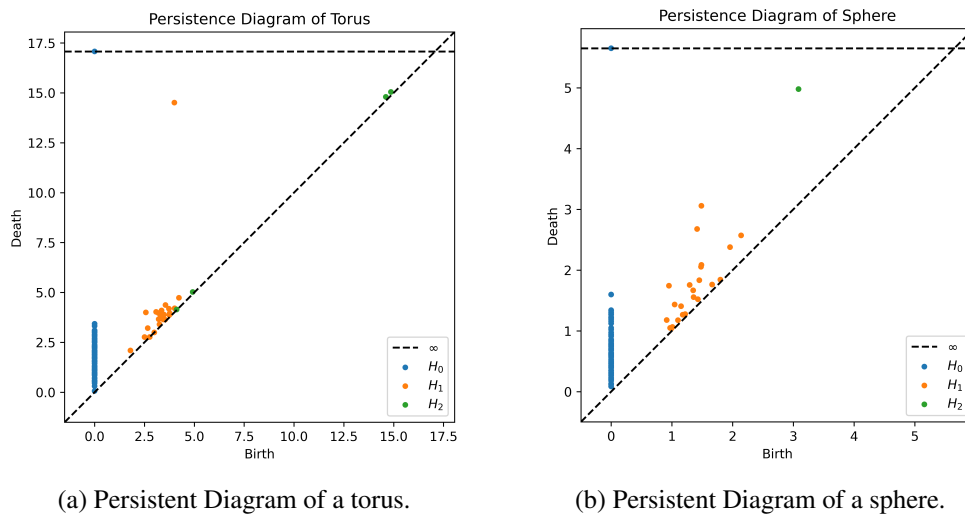 Persistence Diagram of Torus
17.5
15.0
12.5
10.0
7.5
5.0
2.5
0.0
Death
0.0 2.5 5.0 7.5 10.0 12.5 15.0 17.5
Birth
∞
H₀
H₁
H₂
(a) Persistent Diagram of a torus.
Persistence Diagram of Sphere
5
4
3
2
1
0
Death
0 1 2 3 4 5
Birth
∞
H₀
H₁
H₂
(b) Persistent Diagram of a sphere.